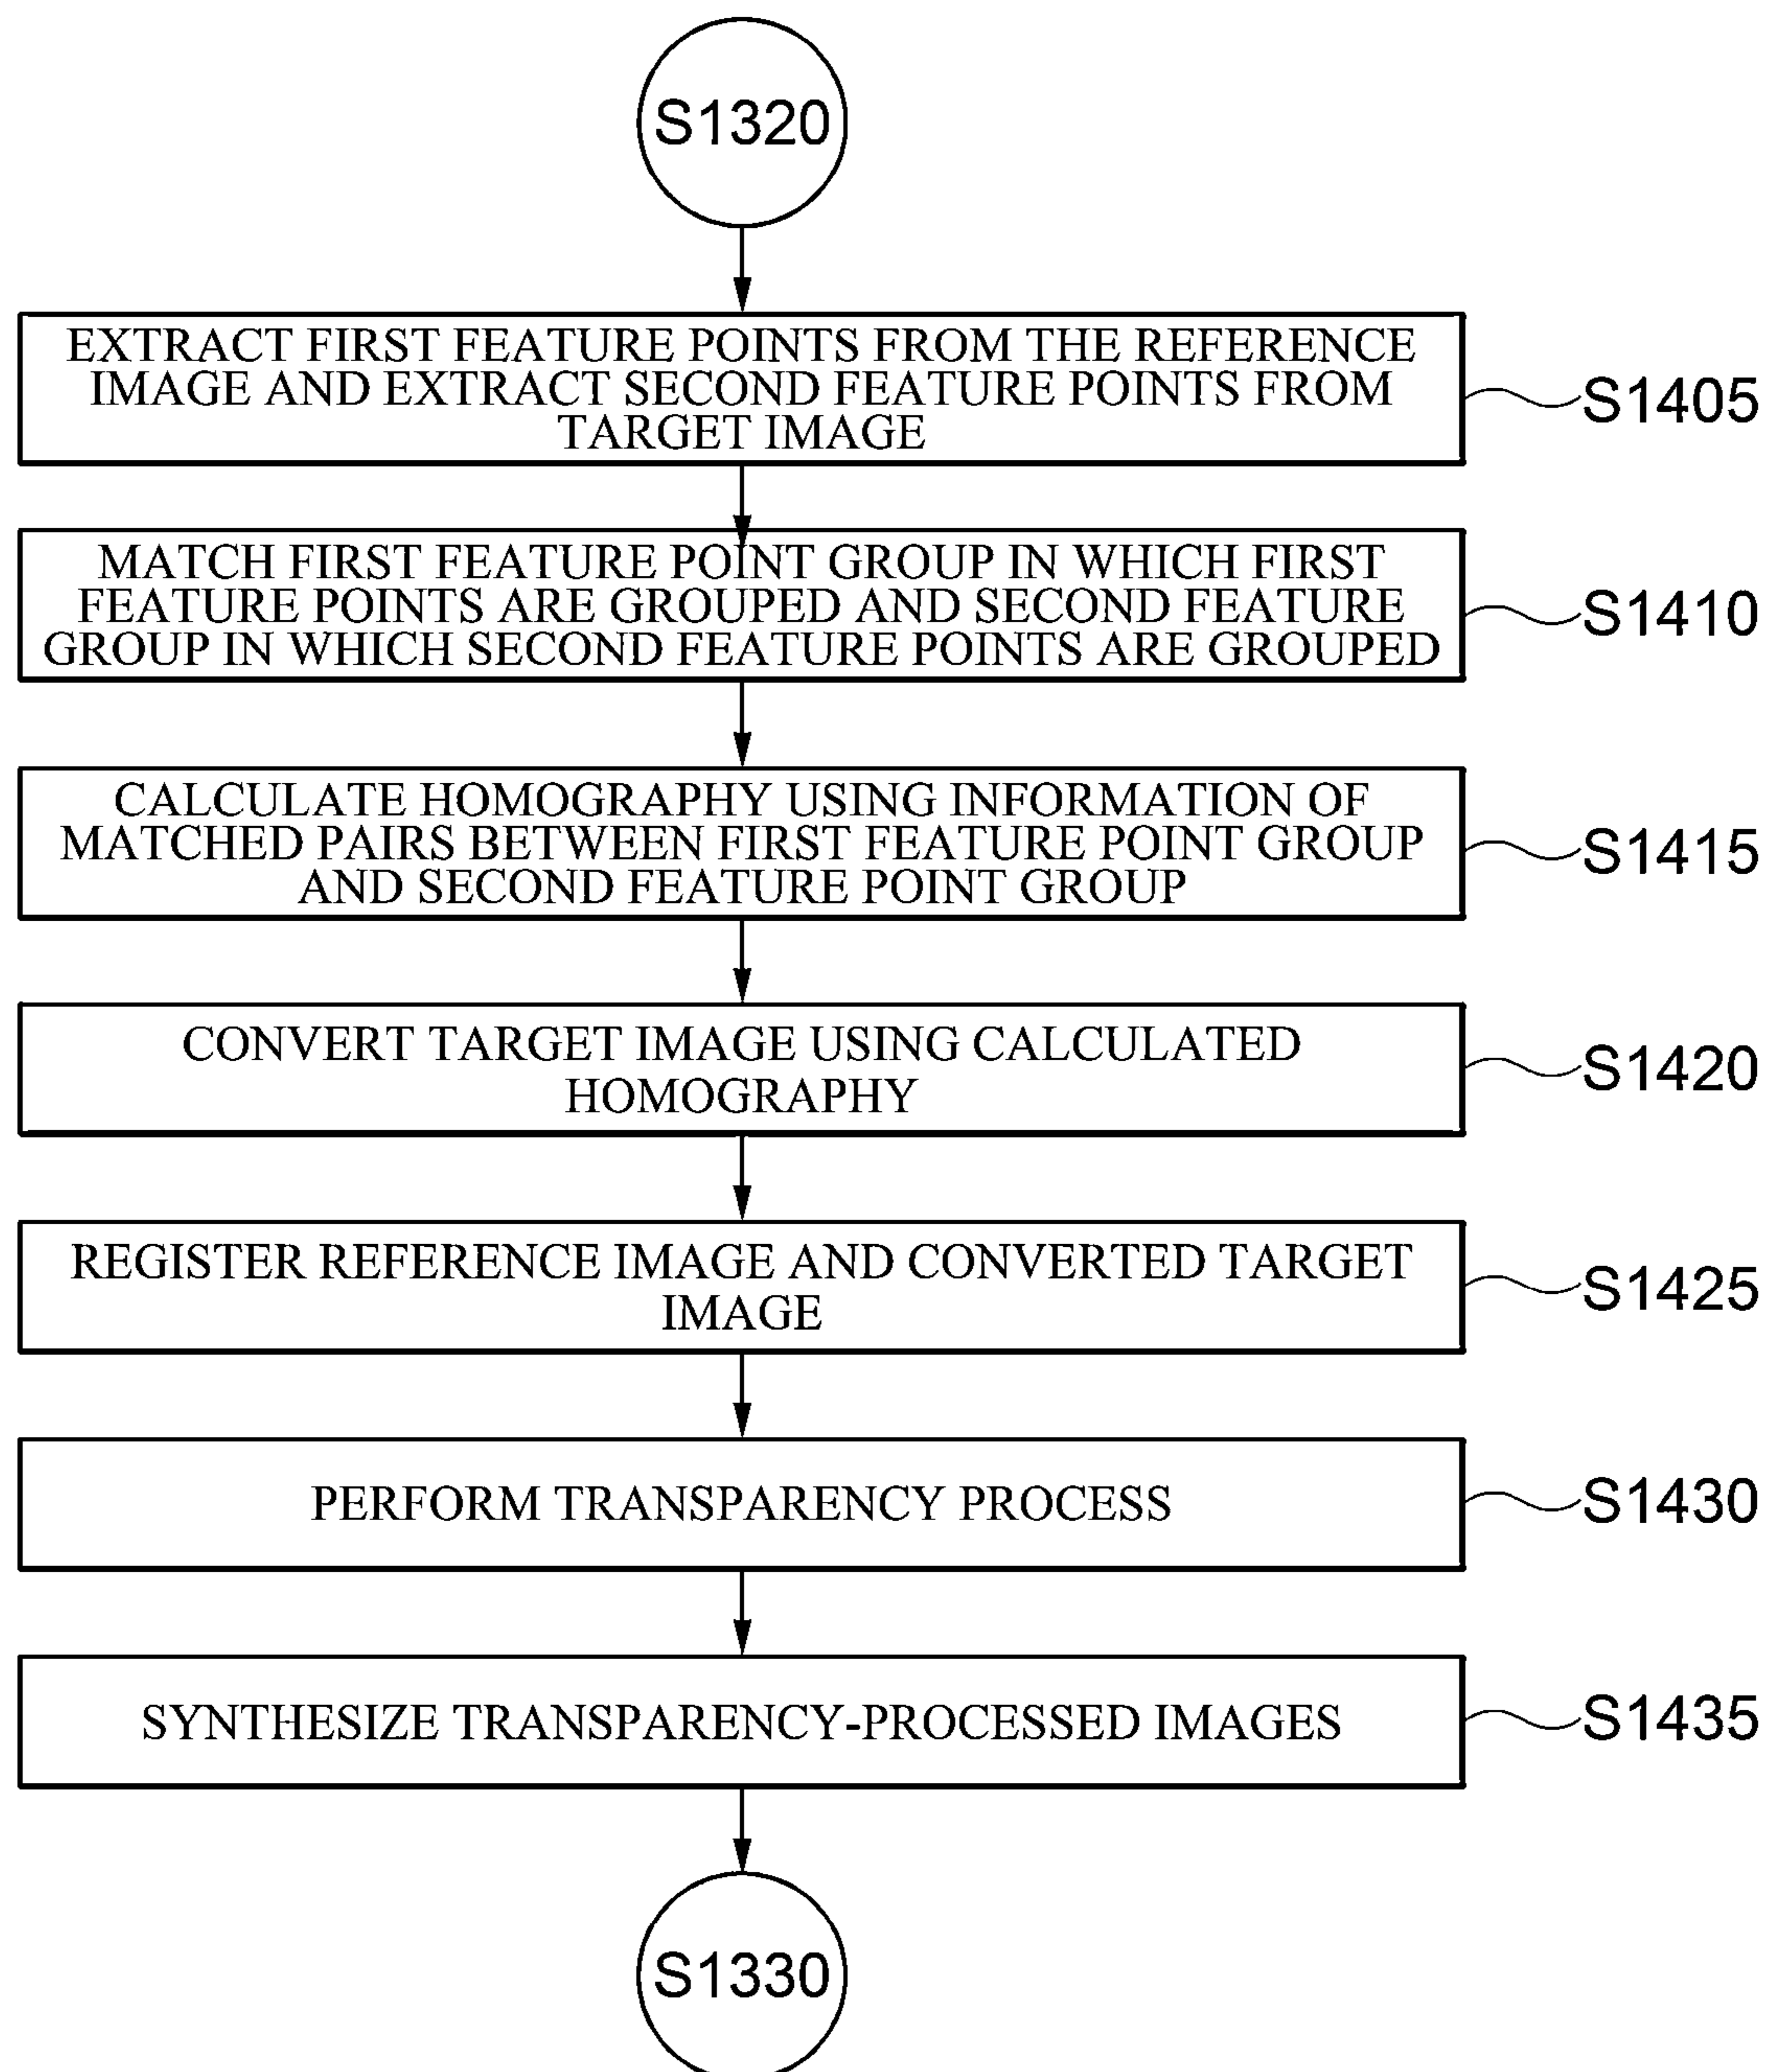 S1320
EXTRACT FIRST FEATURE POINTS FROM THE REFERENCE
IMAGE AND EXTRACT SECOND FEATURE POINTS FROM
TARGET IMAGE
S1405
MATCH FIRST FEATURE POINT GROUP IN WHICH FIRST
FEATURE POINTS ARE GROUPED AND SECOND FEATURE
GROUP IN WHICH SECOND FEATURE POINTS ARE GROUPED
S1410
CALCULATE HOMOGRAPHY USING INFORMATION OF
MATCHED PAIRS BETWEEN FIRST FEATURE POINT GROUP
AND SECOND FEATURE POINT GROUP
S1415
CONVERT TARGET IMAGE USING CALCULATED
HOMOGRAPHY
S1420
REGISTER REFERENCE IMAGE AND CONVERTED TARGET
IMAGE
S1425
PERFORM TRANSPARENCY PROCESS
S1430
SYNTHESIZE TRANSPARENCY-PROCESSED IMAGES
S1435
S1330